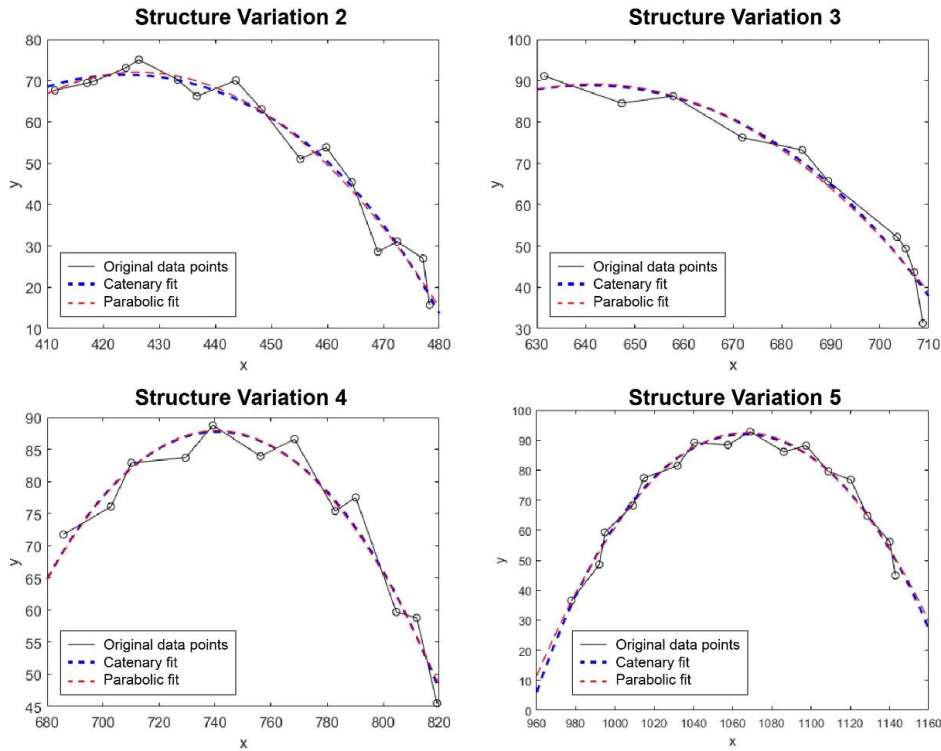 Structure Variation 2
80
70
60
50
40
30
20
10
y
Original data points
Catenary fit
Parabolic fit
410 420 430 440 450 460 470 480
x
Structure Variation 3
100
90
80
70
60
50
40
30
y
Original data points
Catenary fit
Parabolic fit
630 640 650 660 670 680 690 700 710
x
Structure Variation 4
90
85
80
75
70
65
60
55
50
45
y
Original data points
Catenary fit
Parabolic fit
680 700 720 740 760 780 800 820
x
Structure Variation 5
100
90
80
70
60
50
40
30
20
10
0
y
Original data points
Catenary fit
Parabolic fit
960 980 1000 1020 1040 1060 1080 1100 1120 1140 1160
x